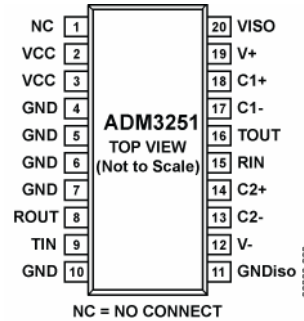 NC 1 20 VISO
VCC 2 19 V+
VCC 3 18 C1+
GND 4 17 C1-
GND 5 ADM3251 16 TOUT
TOP VIEW
GND 6 (Not to Scale) 15 RIN
GND 7 14 C2+
ROUT 8 13 C2-
TIN 9 12 V-
GND 10 11 GNDiso
NC = NO CONNECT